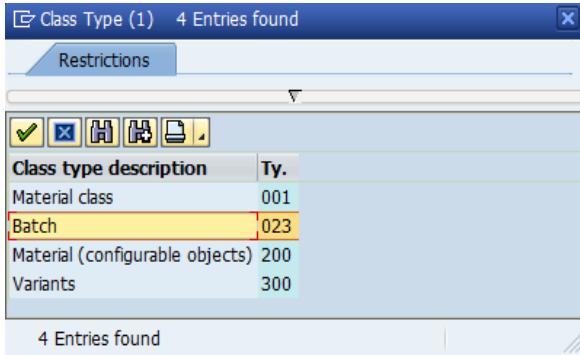 Class Type (1) 4 Entries found
Restrictions
Class type description Ty.
Material class 001
Batch 023
Material (configurable objects) 200
Variants 300
4 Entries found